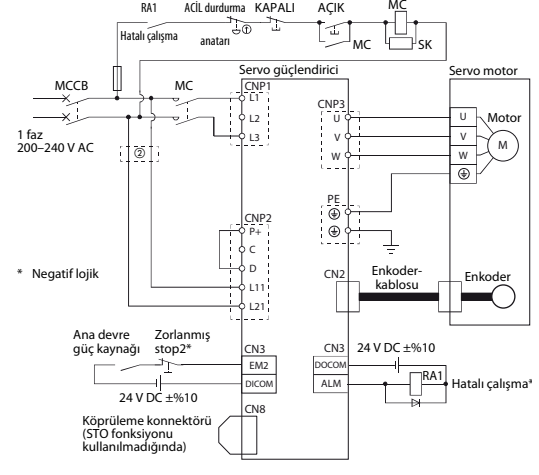 RA1
ACİL durdurma
KAPALI
AÇIK
MC
Hatalı çalışma
①
anatarı
MC
SK
MCCB
MC
Servo güçlendirici
Servo motor
CNP1
L1
L2
L3
CNP3
U
V
W
U
V
W
Motor
M
1 faz
200–240 V AC
②
PE
CNP2
P+
C
D
L11
L21
* Negatif lojik
CN2
Enkoder-
kablosu
Enkoder
Ana devre
güç kaynağı
Zorlanmış
stop2*
CN3
EM2
DICOM
24 V DC ±%10
CN3
DOCOM
ALM
24 V DC ±%10
RA1
Hatalı çalışma*
CN8
Köprüleme konnektörü
(STO fonksiyonu
kullanılmadığında)